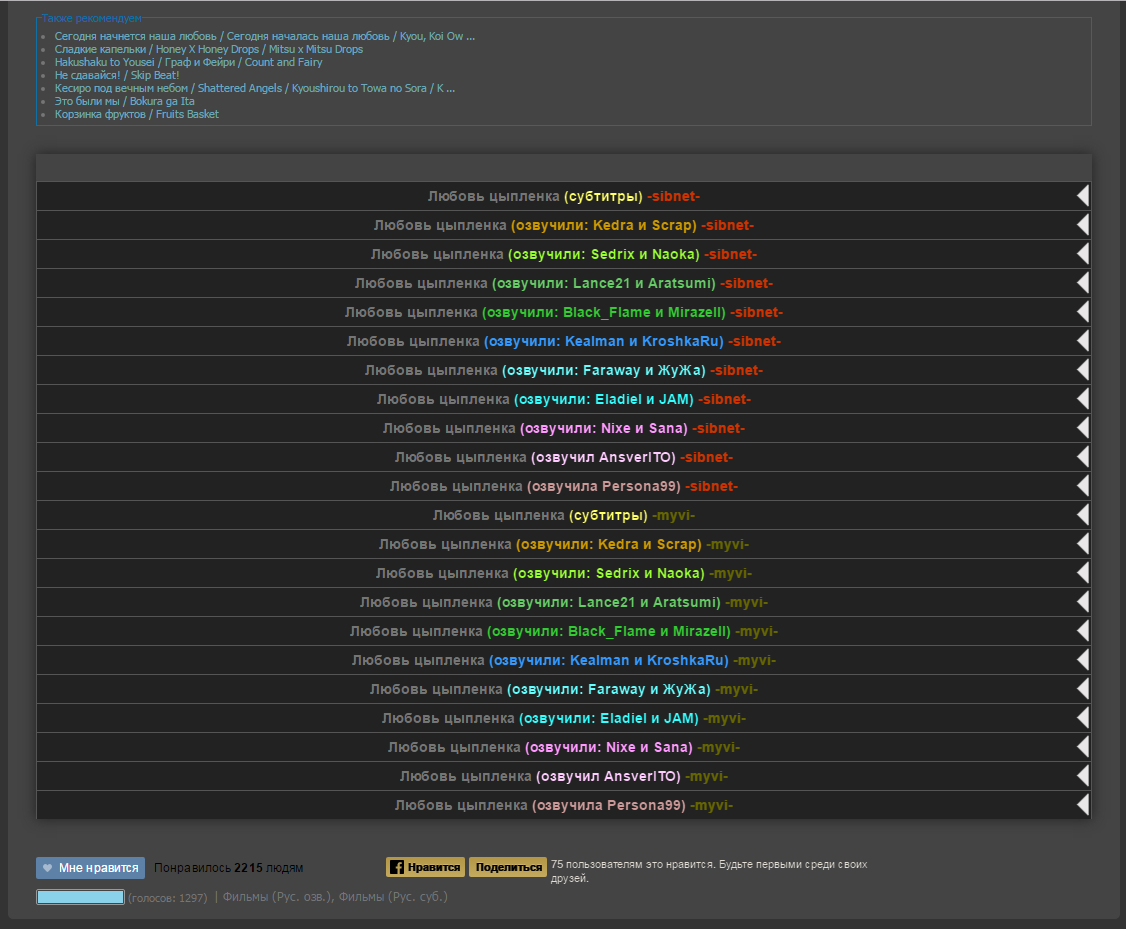 Также рекомендуем
Сегодня начнется наша любовь / Сегодня началась наша любовь / Kyou, Koi Ow ...
Сладкие капельки / Honey X Honey Drops / Mitsu x Mitsu Drops
Hakushaku to Yousei / Граф и Фейри / Count and Fairy
Не сдавайся! / Skip Beat!
Кесиро под вечным небом / Shattered Angels / Kyoushirou to Towa no Sora / K ...
Это были мы / Bokura ga Ita
Корзинка фруктов / Fruits Basket
Любовь цыпленка (субтитры) -sibnet-
Любовь цыпленка (озвучили: Kedra и Scrap) -sibnet-
Любовь цыпленка (озвучили: Sedrix и Naoka) -sibnet-
Любовь цыпленка (озвучили: Lance21 и Aratsumi) -sibnet-
Любовь цыпленка (озвучили: Black_Flame и Mirazell) -sibnet-
Любовь цыпленка (озвучили: Kealman и KroshkaRu) -sibnet-
Любовь цыпленка (озвучили: Faraway и ЖуЖа) -sibnet-
Любовь цыпленка (озвучили: Eladiel и JAM) -sibnet-
Любовь цыпленка (озвучили: Nixe и Sana) -sibnet-
Любовь цыпленка (озвучил AnsverITO) -sibnet-
Любовь цыпленка (озвучила Persona99) -sibnet-
Любовь цыпленка (субтитры) -myvi-
Любовь цыпленка (озвучили: Kedra и Scrap) -myvi-
Любовь цыпленка (озвучили: Sedrix и Naoka) -myvi-
Любовь цыпленка (озвучили: Lance21 и Aratsumi) -myvi-
Любовь цыпленка (озвучили: Black_Flame и Mirazell) -myvi-
Любовь цыпленка (озвучили: Kealman и KroshkaRu) -myvi-
Любовь цыпленка (озвучили: Faraway и ЖуЖа) -myvi-
Любовь цыпленка (озвучили: Eladiel и JAM) -myvi-
Любовь цыпленка (озвучили: Nixe и Sana) -myvi-
Любовь цыпленка (озвучил AnsverITO) -myvi-
Любовь цыпленка (озвучила Persona99) -myvi-
Мне нравится Понравилось 2215 людям Нравится Поделиться 75 пользователям это нравится. Будьте первыми среди своих
друзей.
(голосов: 1297) | Фильмы (Рус. озв.), Фильмы (Рус. суб.)